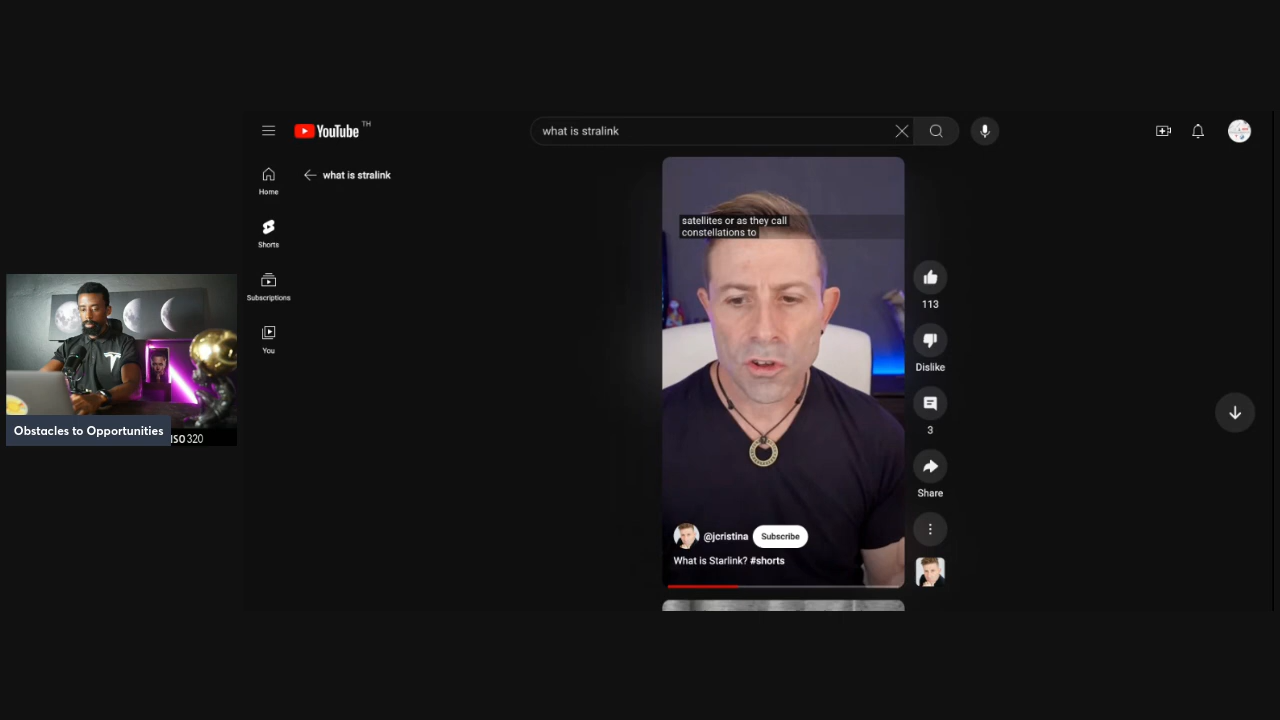 YouTube TH
what is stralink
Home
what is stralink
Shorts
Subscriptions
You
satellites or as they call
constellations to
113
Dislike
3
Share
@jcristina Subscribe
What is Starlink? #shorts
Obstacles to Opportunities
ISO 320